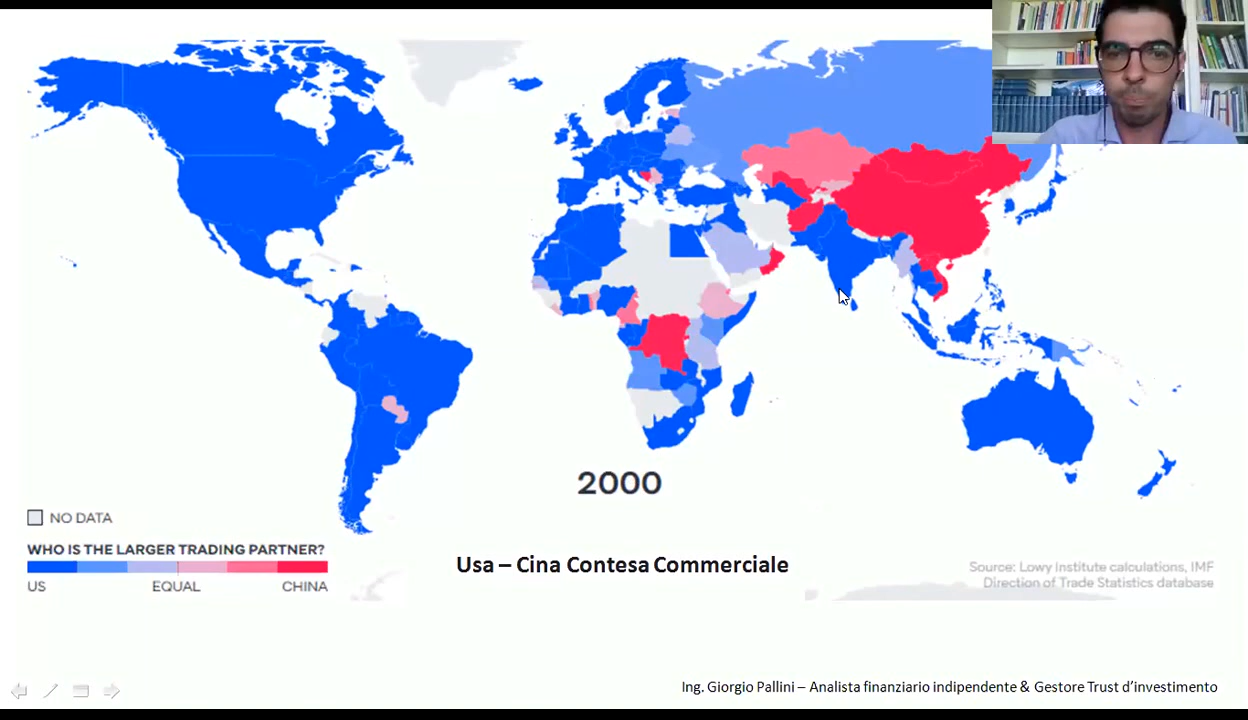 2000
NO DATA
WHO IS THE LARGER TRADING PARTNER?
US EQUAL CHINA
Usa – Cina Contesa Commerciale
Source: Lowy Institute calculations, IMF
Direction of Trade Statistics database
Ing. Giorgio Pallini – Analista finanziario indipendente & Gestore Trust d’investimento